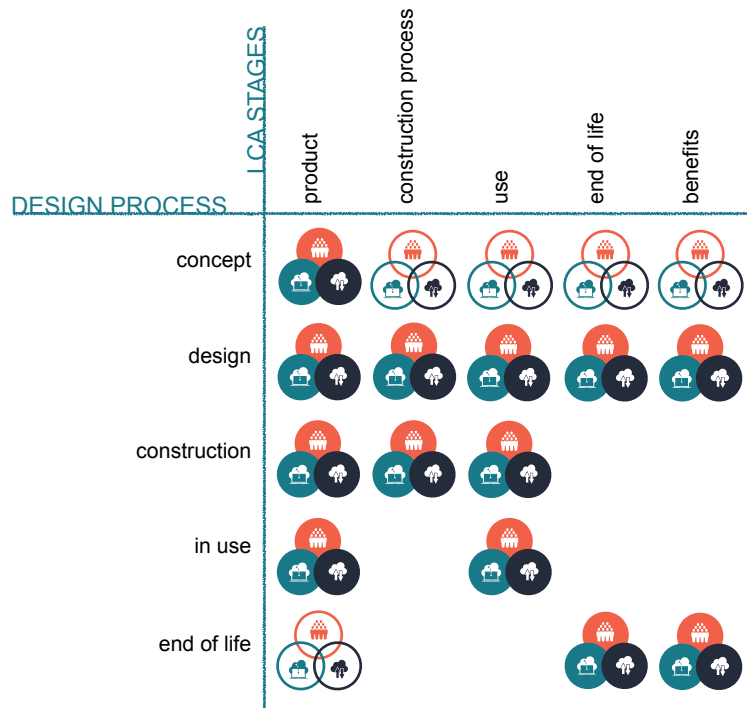 LCA STAGES
DESIGN PROCESS
product
construction process
use
end of life
benefits
concept
design
construction
in use
end of life